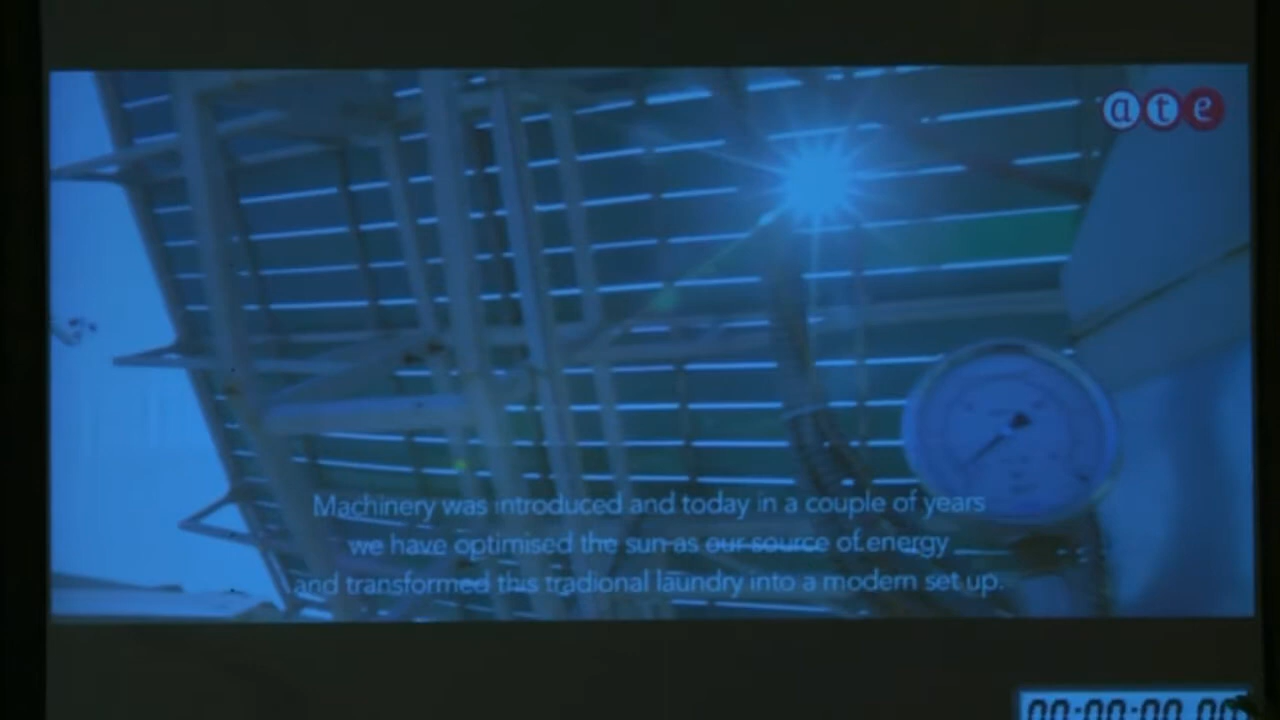 ate
Machinery was introduced and today in a couple of years
we have optimised the sun as our source of energy
and transformed this tradional laundry into a modern set up.
00:00:00.00